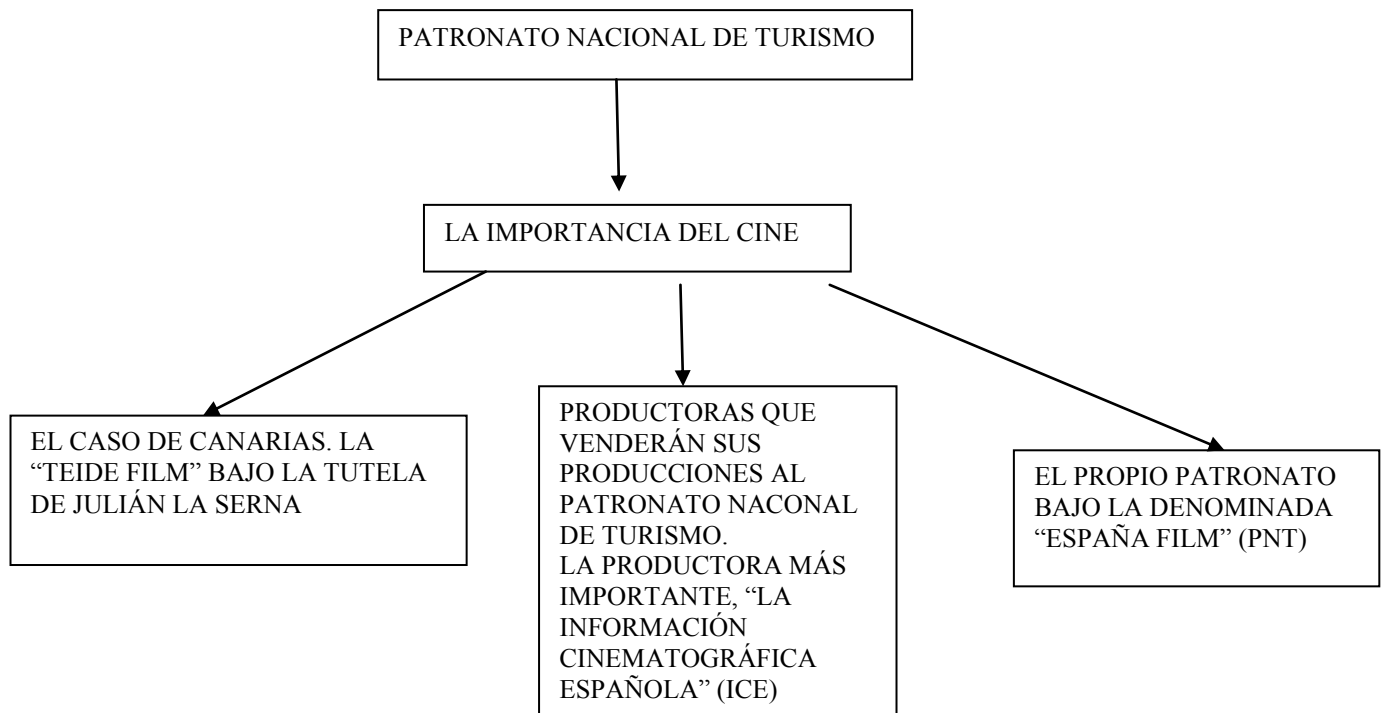 PATRONATO NACIONAL DE TURISMO
LA IMPORTANCIA DEL CINE
EL CASO DE CANARIAS. LA
“TEIDE FILM” BAJO LA TUTELA
DE JULIÁN LA SERNA
PRODUCTORAS QUE
VENDERÁN SUS
PRODUCCIONES AL
PATRONATO NACONAL
DE TURISMO.
LA PRODUCTORA MÁS
IMPORTANTE, “LA
INFORMACIÓN
CINEMATOGRÁFICA
ESPAÑOLA” (ICE)
EL PROPIO PATRONATO
BAJO LA DENOMINADA
“ESPAÑA FILM” (PNT)